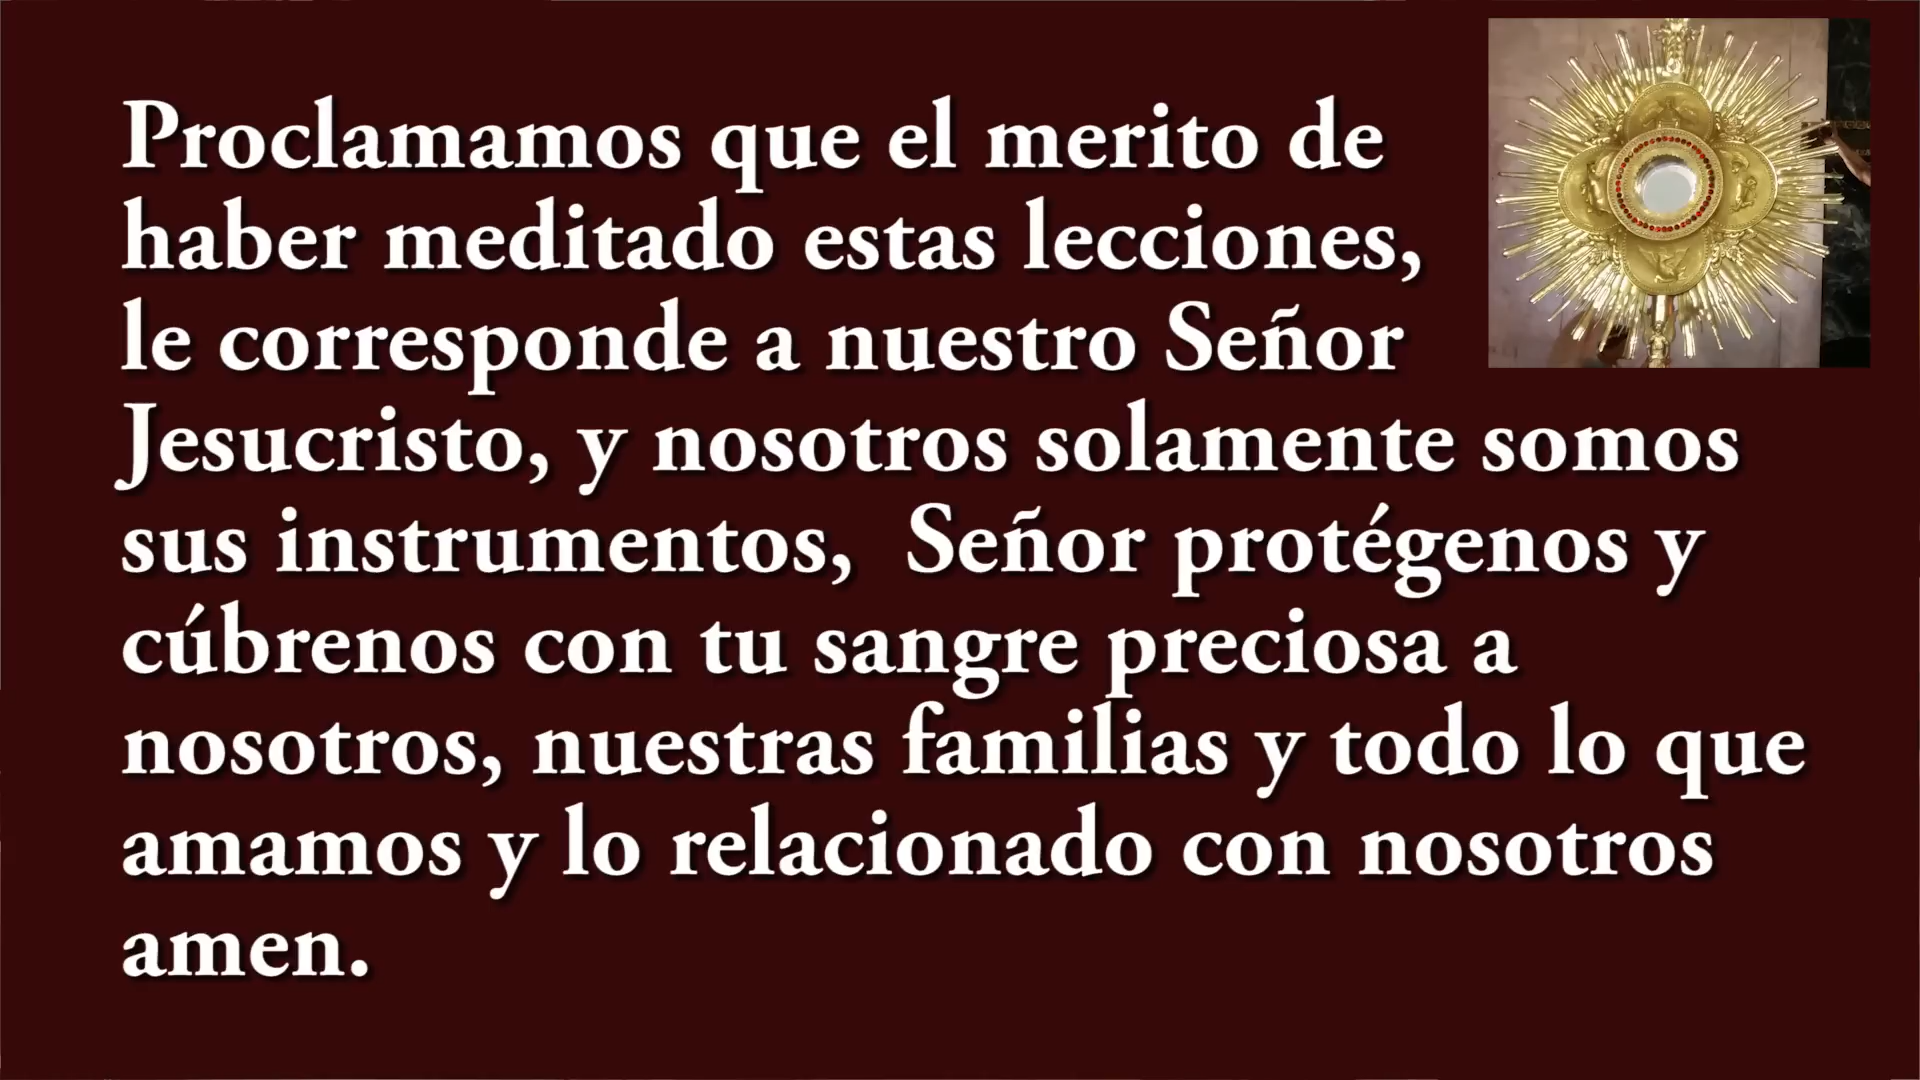 Proclamamos que el merito de
haber meditado estas lecciones,
le corresponde a nuestro Señor
Jesucristo, y nosotros solamente somos
sus instrumentos,  Señor protégenos y
cúbrenos con tu sangre preciosa a
nosotros, nuestras familias y todo lo que
amamos y lo relacionado con nosotros
amen.